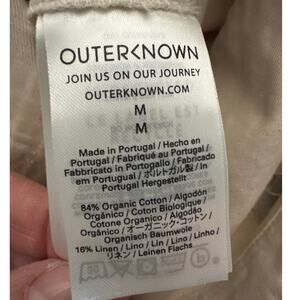 OUTERKNOWN
JOIN US ON OUR JOURNEY
OUTERKNOWN.COM
M
M
Made in Portugal / Hecho en
Portugal / Fabriqué au Portugal /
Fabbricato in Portogallo / Fabricado
em Portugal / ポルトガル製 / In
Portugal Hergestellt
84% Organic Cotton / Algodón
Orgánico / Coton Biologique /
Cotone Organico / Algodão
Orgânico / オーガニック・コットン /
Organisch Baumwole
16% Linen / Lino / Lin / Lino / Linho /
リネン / Leinen Flachs